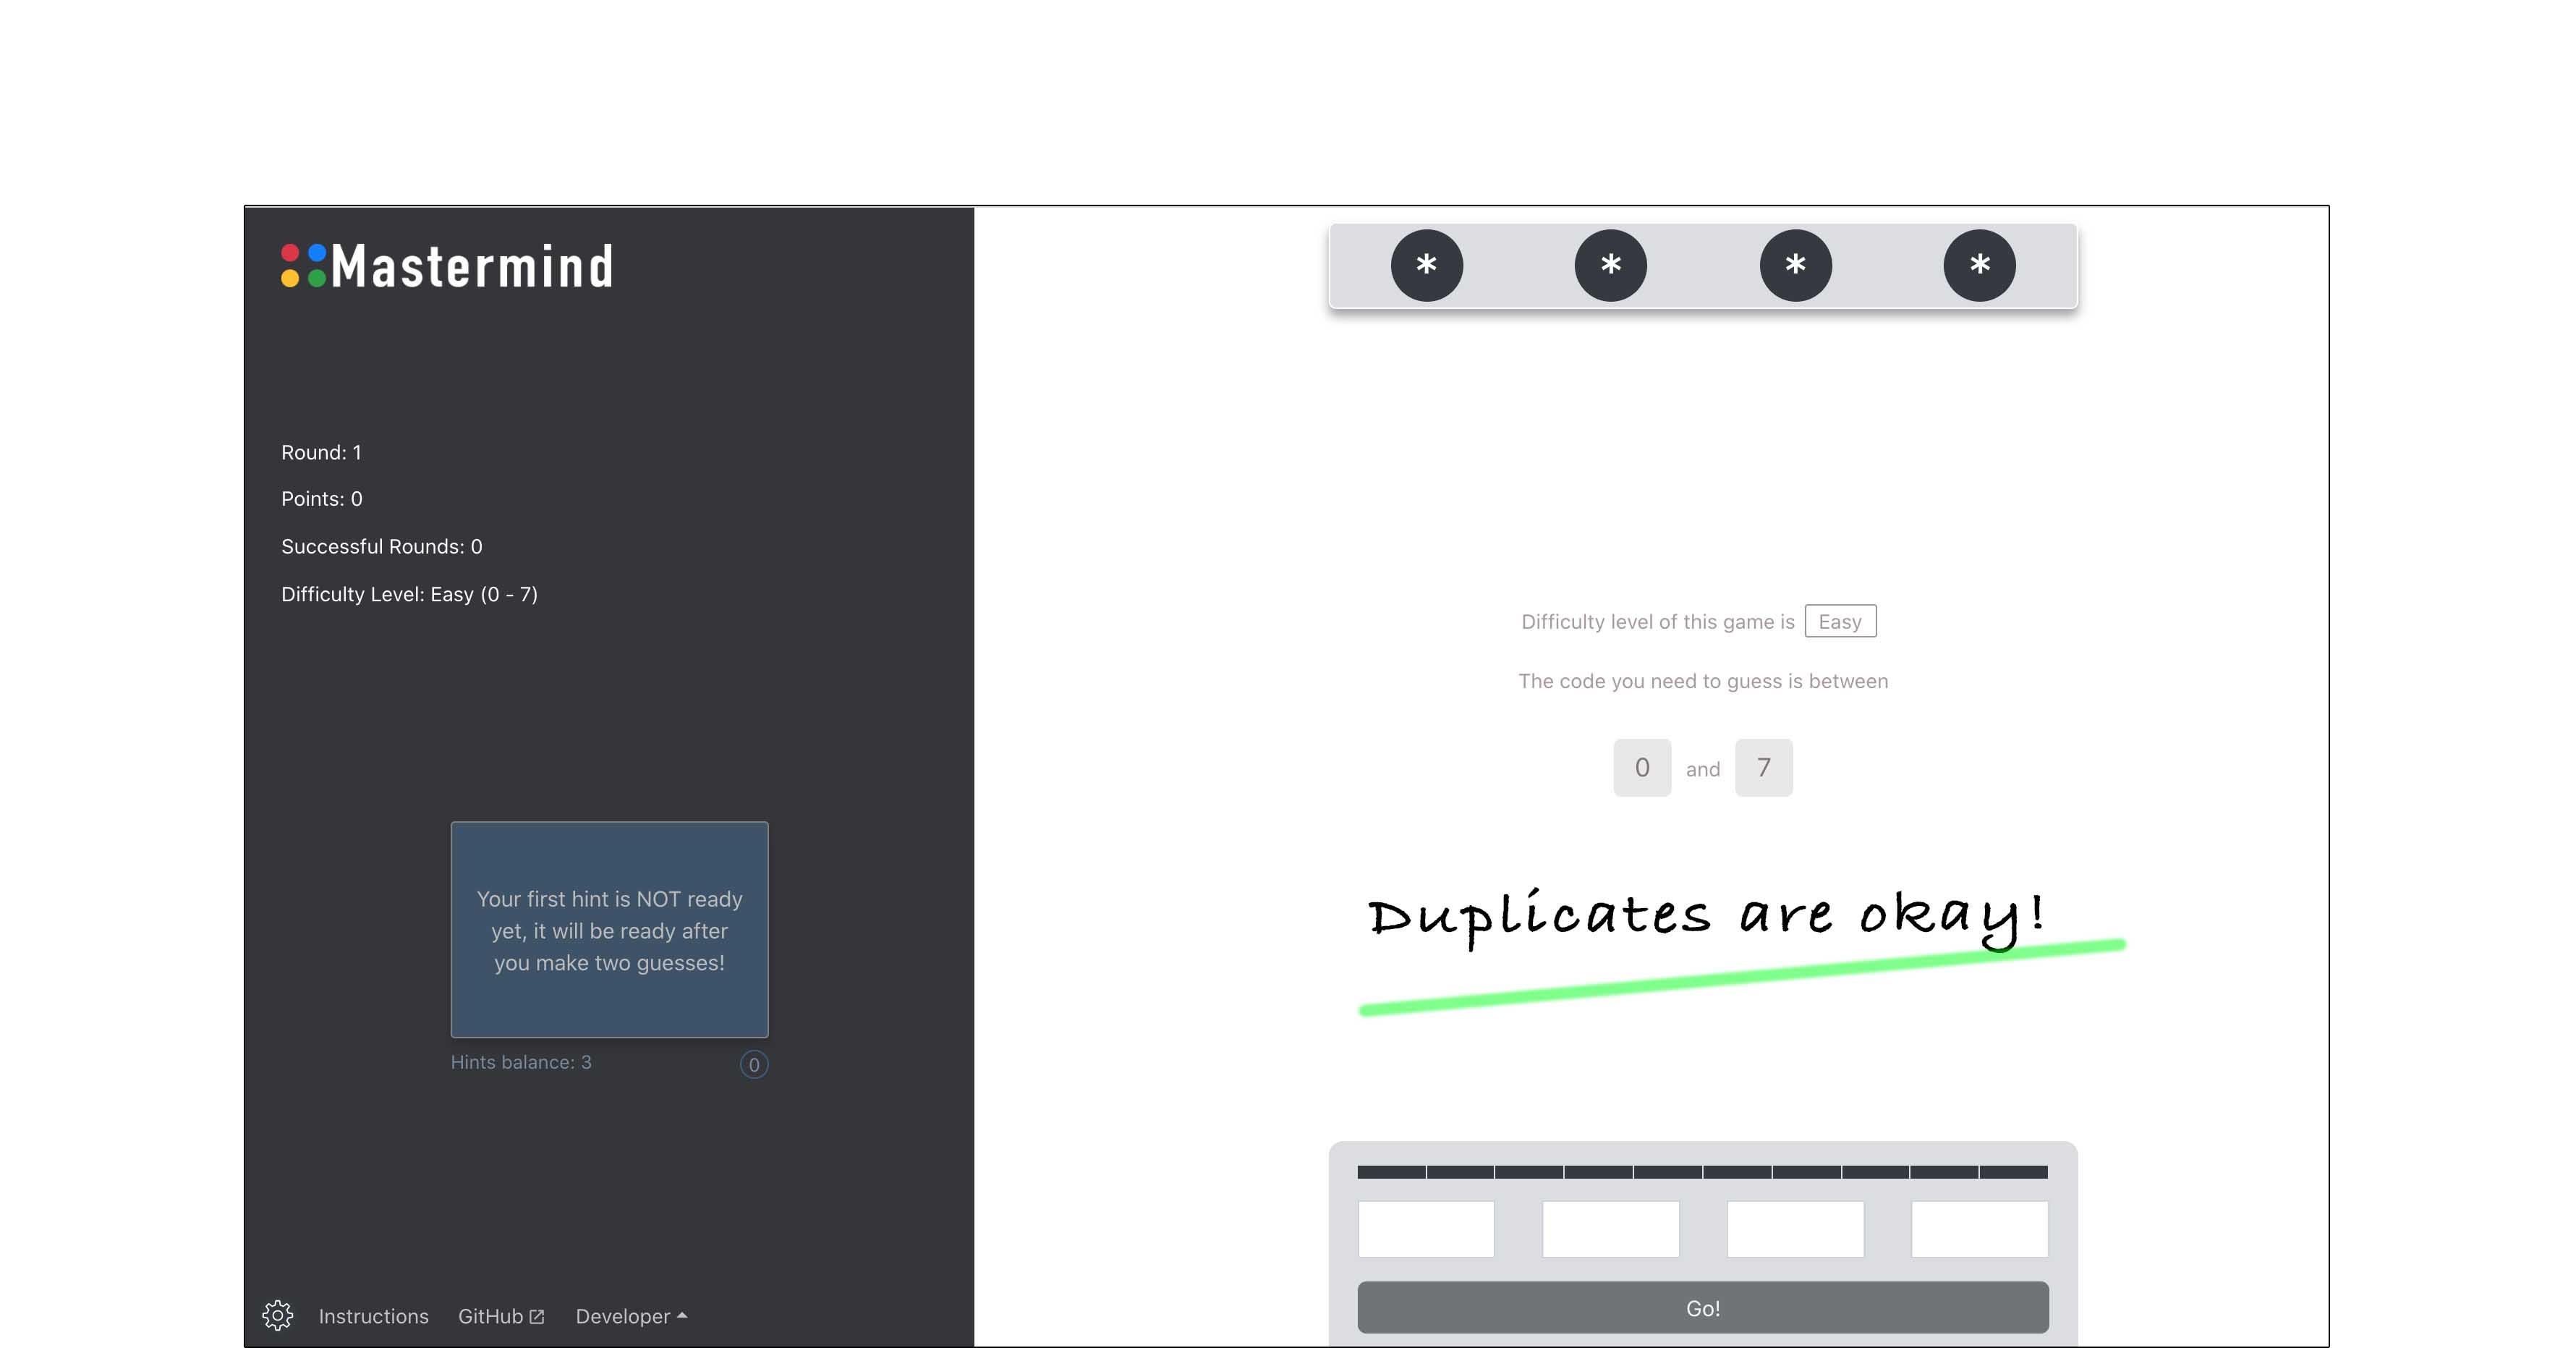 Mastermind
Round: 1
Points: 0
Successful Rounds: 0
Difficulty Level: Easy (0 - 7)
Your first hint is NOT ready
yet, it will be ready after
you make two guesses!
Hints balance: 3
0
Instructions
GitHub
Developer
* * * *
Difficulty level of this game is Easy
The code you need to guess is between
0 and 7
Duplicates are okay!
Go!